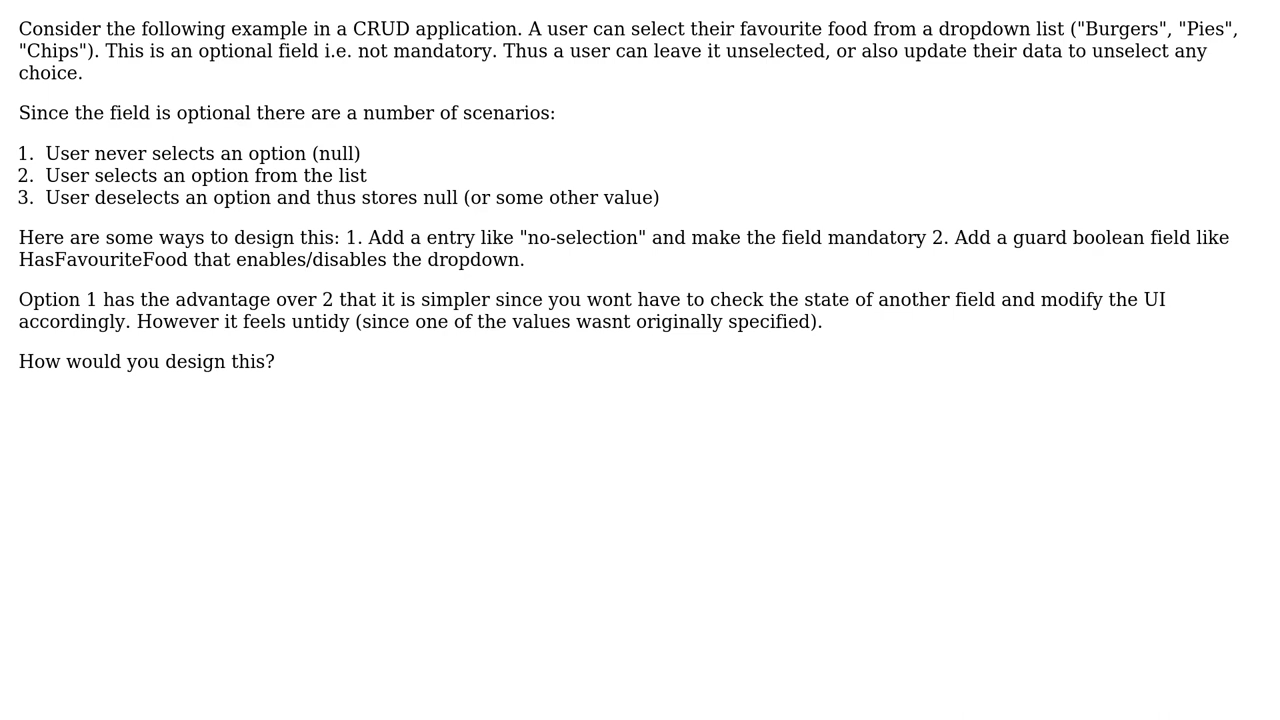 Consider the following example in a CRUD application. A user can select their favourite food from a dropdown list ("Burgers", "Pies",
"Chips"). This is an optional field i.e. not mandatory. Thus a user can leave it unselected, or also update their data to unselect any
choice.
Since the field is optional there are a number of scenarios:
1. User never selects an option (null)
2. User selects an option from the list
3. User deselects an option and thus stores null (or some other value)
Here are some ways to design this: 1. Add a entry like "no-selection" and make the field mandatory 2. Add a guard boolean field like
HasFavouriteFood that enables/disables the dropdown.
Option 1 has the advantage over 2 that it is simpler since you wont have to check the state of another field and modify the UI
accordingly. However it feels untidy (since one of the values wasnt originally specified).
How would you design this?